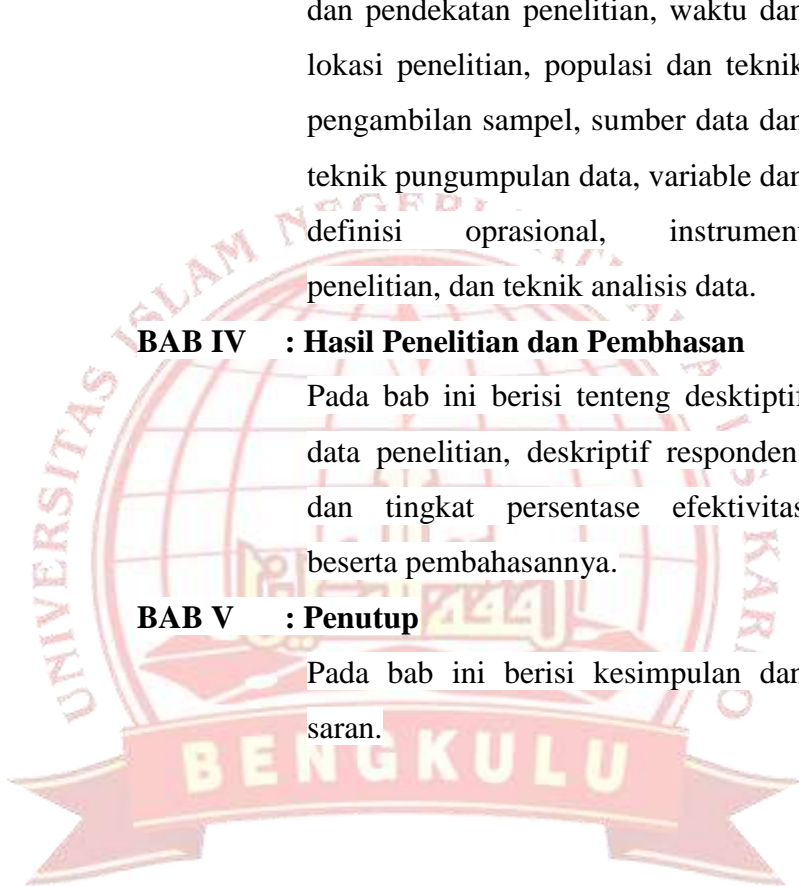 dan pendekatan penelitian, waktu dan
lokasi penelitian, populasi dan teknik
pengambilan sampel, sumber data dan
teknik pungumpulan data, variable dan
definisi oprasional, instrument
penelitian, dan teknik analisis data.
BAB IV : Hasil Penelitian dan Pembhasan
Pada bab ini berisi tenteng desktiptif
data penelitian, deskriptif responden
dan tingkat persentase efektivitas
beserta pembahasannya.
BAB V : Penutup
Pada bab ini berisi kesimpulan dan
saran.
UNIVERSITAS ISLAM
BENGKULU